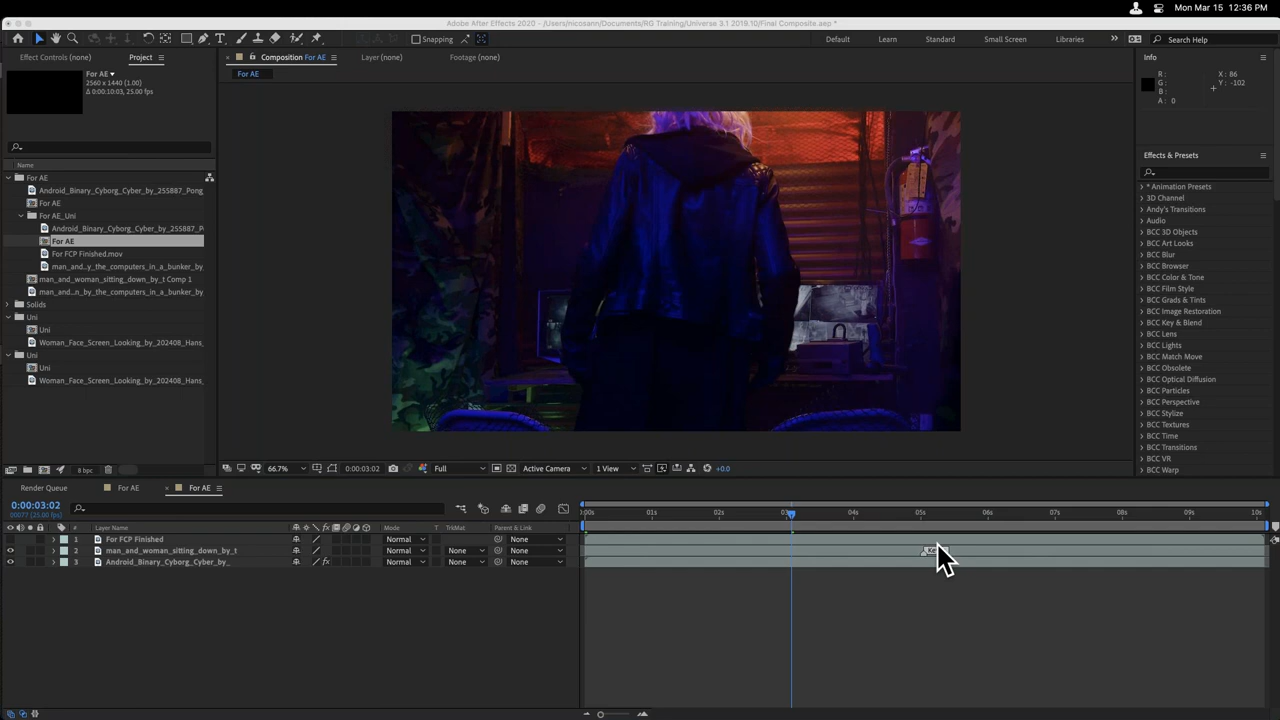 Mon Mar 15 12:36 PM
Adobe After Effects 2020 - /Users/nicosann/Documents/RG Training/Universe 3.1 2019.10/Final Composite.aep *
Snapping
Default Learn Standard Small Screen Libraries Search Help
Effect Controls (none) Project
Composition For AE Layer (none) Footage (none)
Info
For AE
2560 x 1440 (1.00)
Δ 0:00:10:03, 25.00 fps
For AE
R : X : 86
G : Y : -102
B :
A : 0
Name
Effects & Presets
For AE
Android_Binary_Cyborg_Cyber_by_255887_Pong
For AE
For AE_Uni
Android_Binary_Cyborg_Cyber_by_255887_P
For AE
For FCP Finished.mov
man_and..y_the_computers_in_a_bunker_by_
man_and_woman_sitting_down_by_t Comp 1
man_and...n_by_the_computers_in_a_bunker_by
Solids
Uni
Uni
Woman_Face_Screen_Looking_by_202408_Hans_
Uni
Uni
Woman_Face_Screen_Looking_by_202408_Hans_
8 bpc
* Animation Presets
3D Channel
Andy's Transitions
Audio
BCC 3D Objects
BCC Art Looks
BCC Blur
BCC Browser
BCC Color & Tone
BCC Film Style
BCC Grads & Tints
BCC Image Restoration
BCC Key & Blend
BCC Lens
BCC Lights
BCC Match Move
BCC Obsolete
BCC Optical Diffusion
BCC Particles
BCC Perspective
BCC Stylize
BCC Textures
BCC Time
BCC Transitions
BCC VR
BCC Warp
66.7% 0:00:03:02 Full Active Camera 1 View +0.0
Render Queue For AE For AE
0:00:03:02
00077 (25.00 fps)
:00s 01s 02s 04s 05s 06s 07s 08s 09s 10s
# Layer Name Mode T TrkMat Parent & Link
1 For FCP Finished Normal None
2 man_and_woman_sitting_down_by_t Normal None None
3 Android_Binary_Cyborg_Cyber_by_ Normal None None